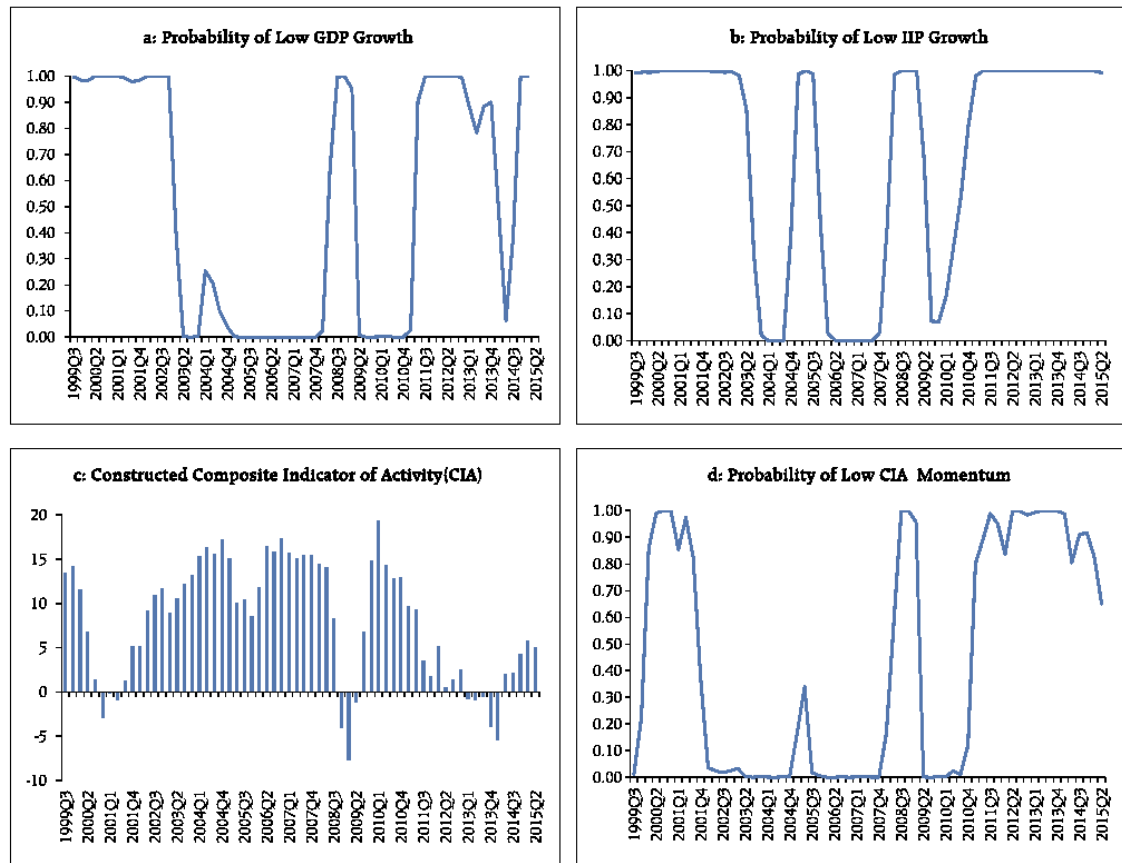 a: Probability of Low GDP Growth
1.00
0.90
0.80
0.70
0.60
0.50
0.40
0.30
0.20
0.10
0.00
1999Q3
2000Q2
2001Q1
2001Q4
2002Q3
2003Q2
2004Q1
2004Q4
2005Q3
2006Q2
2007Q1
2007Q4
2008Q3
2009Q2
2010Q1
2010Q4
2011Q3
2012Q2
2013Q1
2013Q4
2014Q3
2015Q2
b: Probability of Low IIP Growth
1.00
0.90
0.80
0.70
0.60
0.50
0.40
0.30
0.20
0.10
0.00
1999Q3
2000Q2
2001Q1
2001Q4
2002Q3
2003Q2
2004Q1
2004Q4
2005Q3
2006Q2
2007Q1
2007Q4
2008Q3
2009Q2
2010Q1
2010Q4
2011Q3
2012Q2
2013Q1
2013Q4
2014Q3
2015Q2
c: Constructed Composite Indicator of Activity(CIA)
20
15
10
5
0
-5
-10
1999Q3
2000Q2
2001Q1
2001Q4
2002Q3
2003Q2
2004Q1
2004Q4
2005Q3
2006Q2
2007Q1
2007Q4
2008Q3
2009Q2
2010Q1
2010Q4
2011Q3
2012Q2
2013Q1
2013Q4
2014Q3
2015Q2
d: Probability of Low CIA Momentum
1.00
0.90
0.80
0.70
0.60
0.50
0.40
0.30
0.20
0.10
0.00
1999Q3
2000Q2
2001Q1
2001Q4
2002Q3
2003Q2
2004Q1
2004Q4
2005Q3
2006Q2
2007Q1
2007Q4
2008Q3
2009Q2
2010Q1
2010Q4
2011Q3
2012Q2
2013Q1
2013Q4
2014Q3
2015Q2